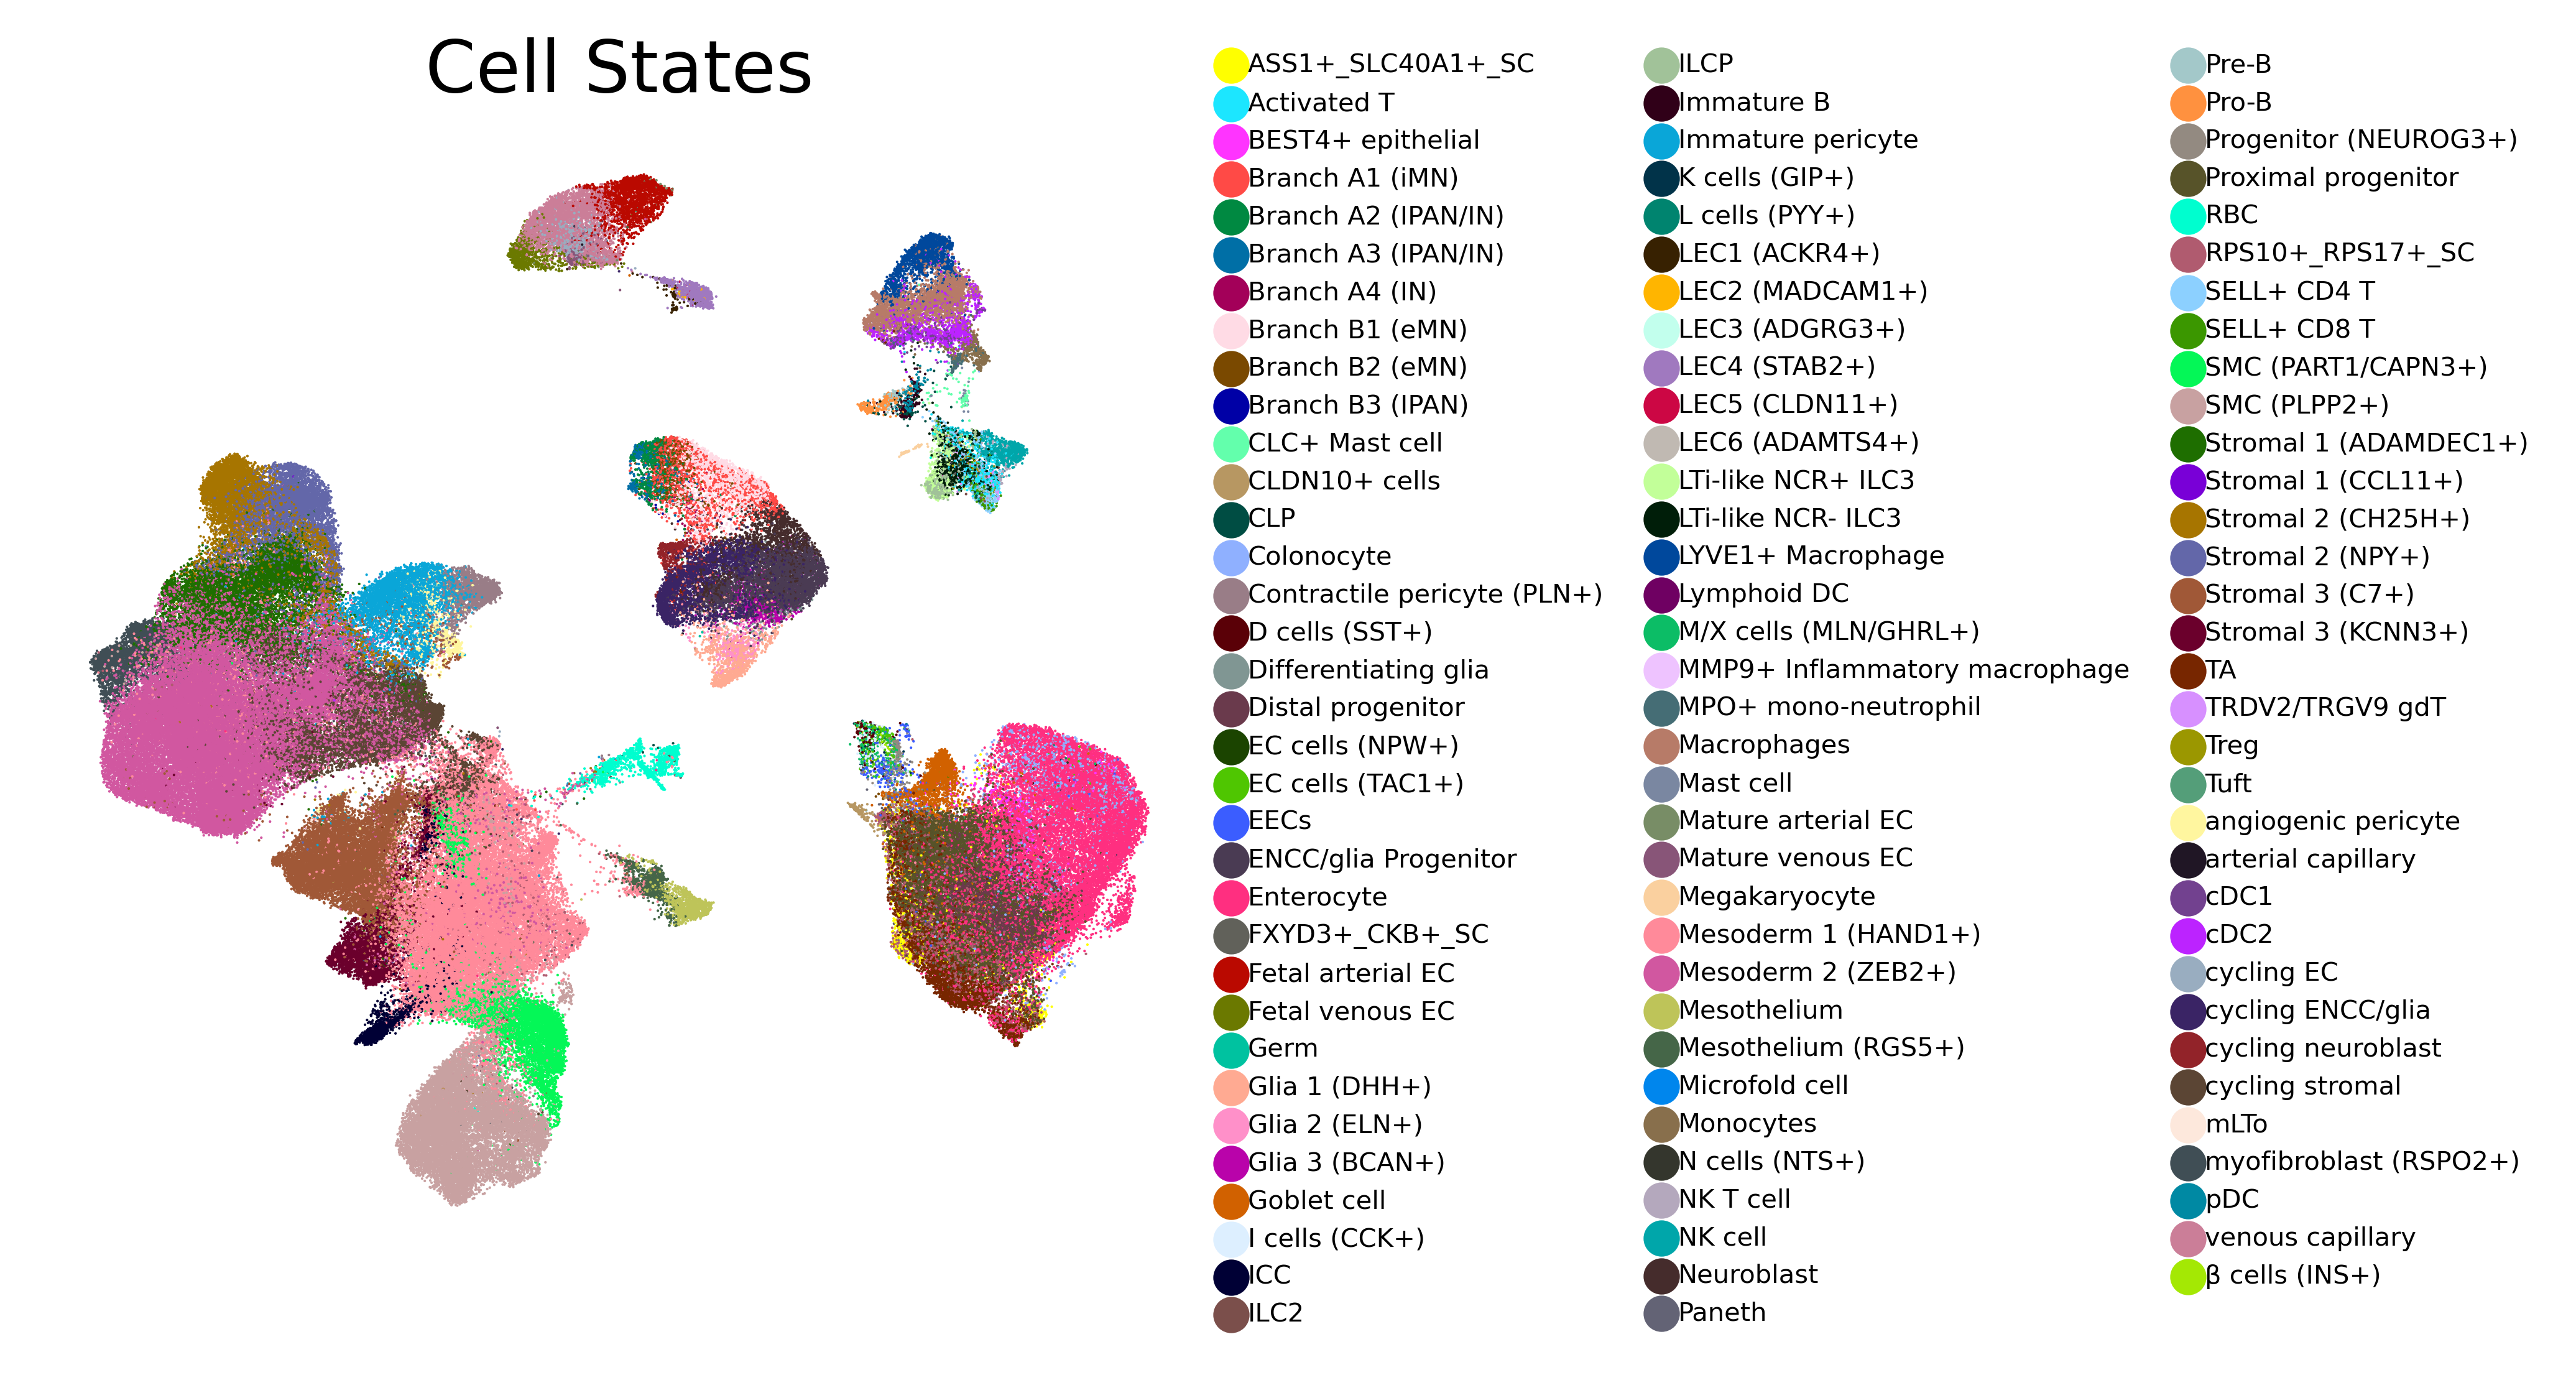 Cell States
ASS1+_SLC40A1+_SC
Activated T
BEST4+ epithelial
Branch A1 (iMN)
Branch A2 (IPAN/IN)
Branch A3 (IPAN/IN)
Branch A4 (IN)
Branch B1 (eMN)
Branch B2 (eMN)
Branch B3 (IPAN)
CLC+ Mast cell
CLDN10+ cells
CLP
Colonocyte
Contractile pericyte (PLN+)
D cells (SST+)
Differentiating glia
Distal progenitor
EC cells (NPW+)
EC cells (TAC1+)
EECs
ENCC/glia Progenitor
Enterocyte
FXYD3+_CKB+_SC
Fetal arterial EC
Fetal venous EC
Germ
Glia 1 (DHH+)
Glia 2 (ELN+)
Glia 3 (BCAN+)
Goblet cell
I cells (CCK+)
ICC
ILC2
ILCP
Immature B
Immature pericyte
K cells (GIP+)
L cells (PYY+)
LEC1 (ACKR4+)
LEC2 (MADCAM1+)
LEC3 (ADGRG3+)
LEC4 (STAB2+)
LEC5 (CLDN11+)
LEC6 (ADAMTS4+)
LTi-like NCR+ ILC3
LTi-like NCR- ILC3
LYVE1+ Macrophage
Lymphoid DC
M/X cells (MLN/GHRL+)
MMP9+ Inflammatory macrophage
MPO+ mono-neutrophil
Macrophages
Mast cell
Mature arterial EC
Mature venous EC
Megakaryocyte
Mesoderm 1 (HAND1+)
Mesoderm 2 (ZEB2+)
Mesothelium
Mesothelium (RGS5+)
Microfold cell
Monocytes
N cells (NTS+)
NK T cell
NK cell
Neuroblast
Paneth
Pre-B
Pro-B
Progenitor (NEUROG3+)
Proximal progenitor
RBC
RPS10+_RPS17+_SC
SELL+ CD4 T
SELL+ CD8 T
SMC (PART1/CAPN3+)
SMC (PLPP2+)
Stromal 1 (ADAMDEC1+)
Stromal 1 (CCL11+)
Stromal 2 (CH25H+)
Stromal 2 (NPY+)
Stromal 3 (C7+)
Stromal 3 (KCNN3+)
TA
TRDV2/TRGV9 gdT
Treg
Tuft
angiogenic pericyte
arterial capillary
cDC1
cDC2
cycling EC
cycling ENCC/glia
cycling neuroblast
cycling stromal
mLTo
myofibroblast (RSPO2+)
pDC
venous capillary
β cells (INS+)